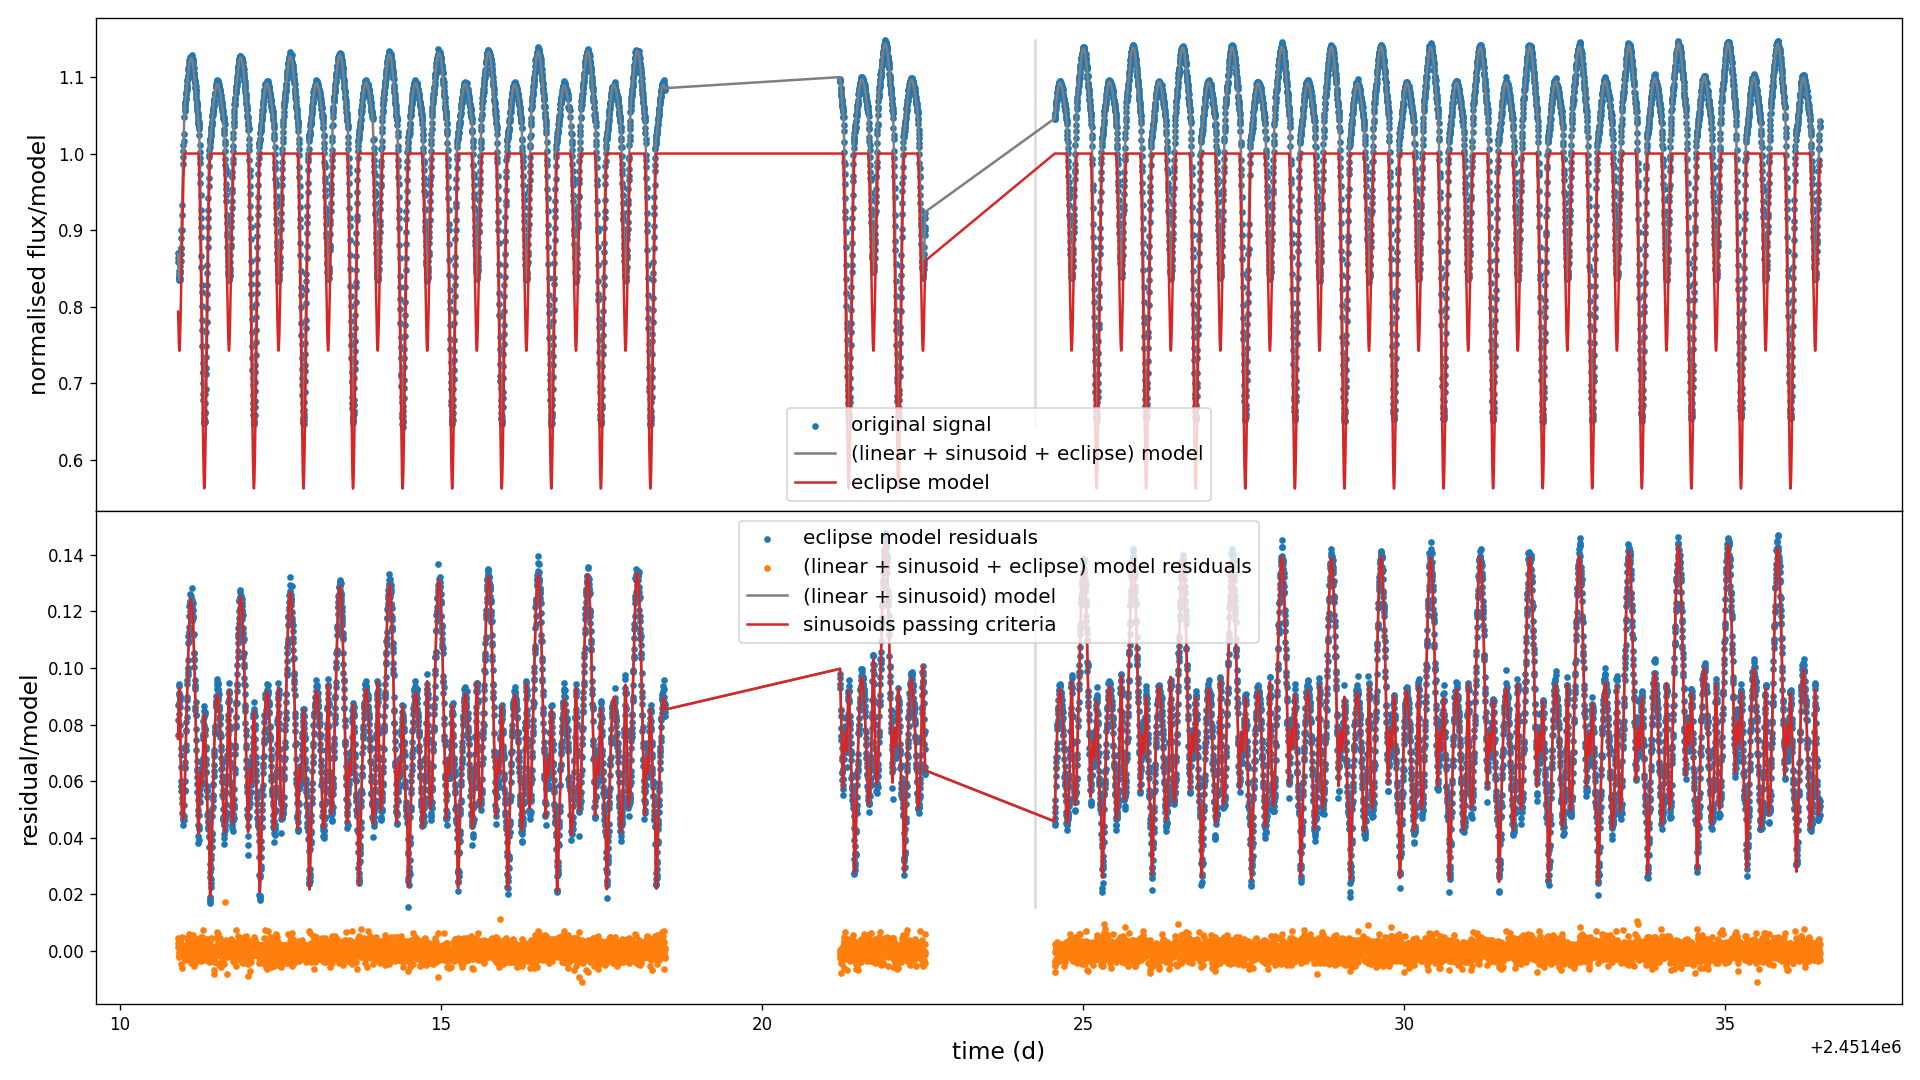 normalised flux/model
1.1
1.0
0.9
0.8
0.7
0.6
original signal
(linear + sinusoid + eclipse) model
eclipse model
residual/model
0.14
0.12
0.10
0.08
0.06
0.04
0.02
0.00
eclipse model residuals
(linear + sinusoid + eclipse) model residuals
(linear + sinusoid) model
sinusoids passing criteria
10
15
20
25
30
35
time (d)
+2.4514e6